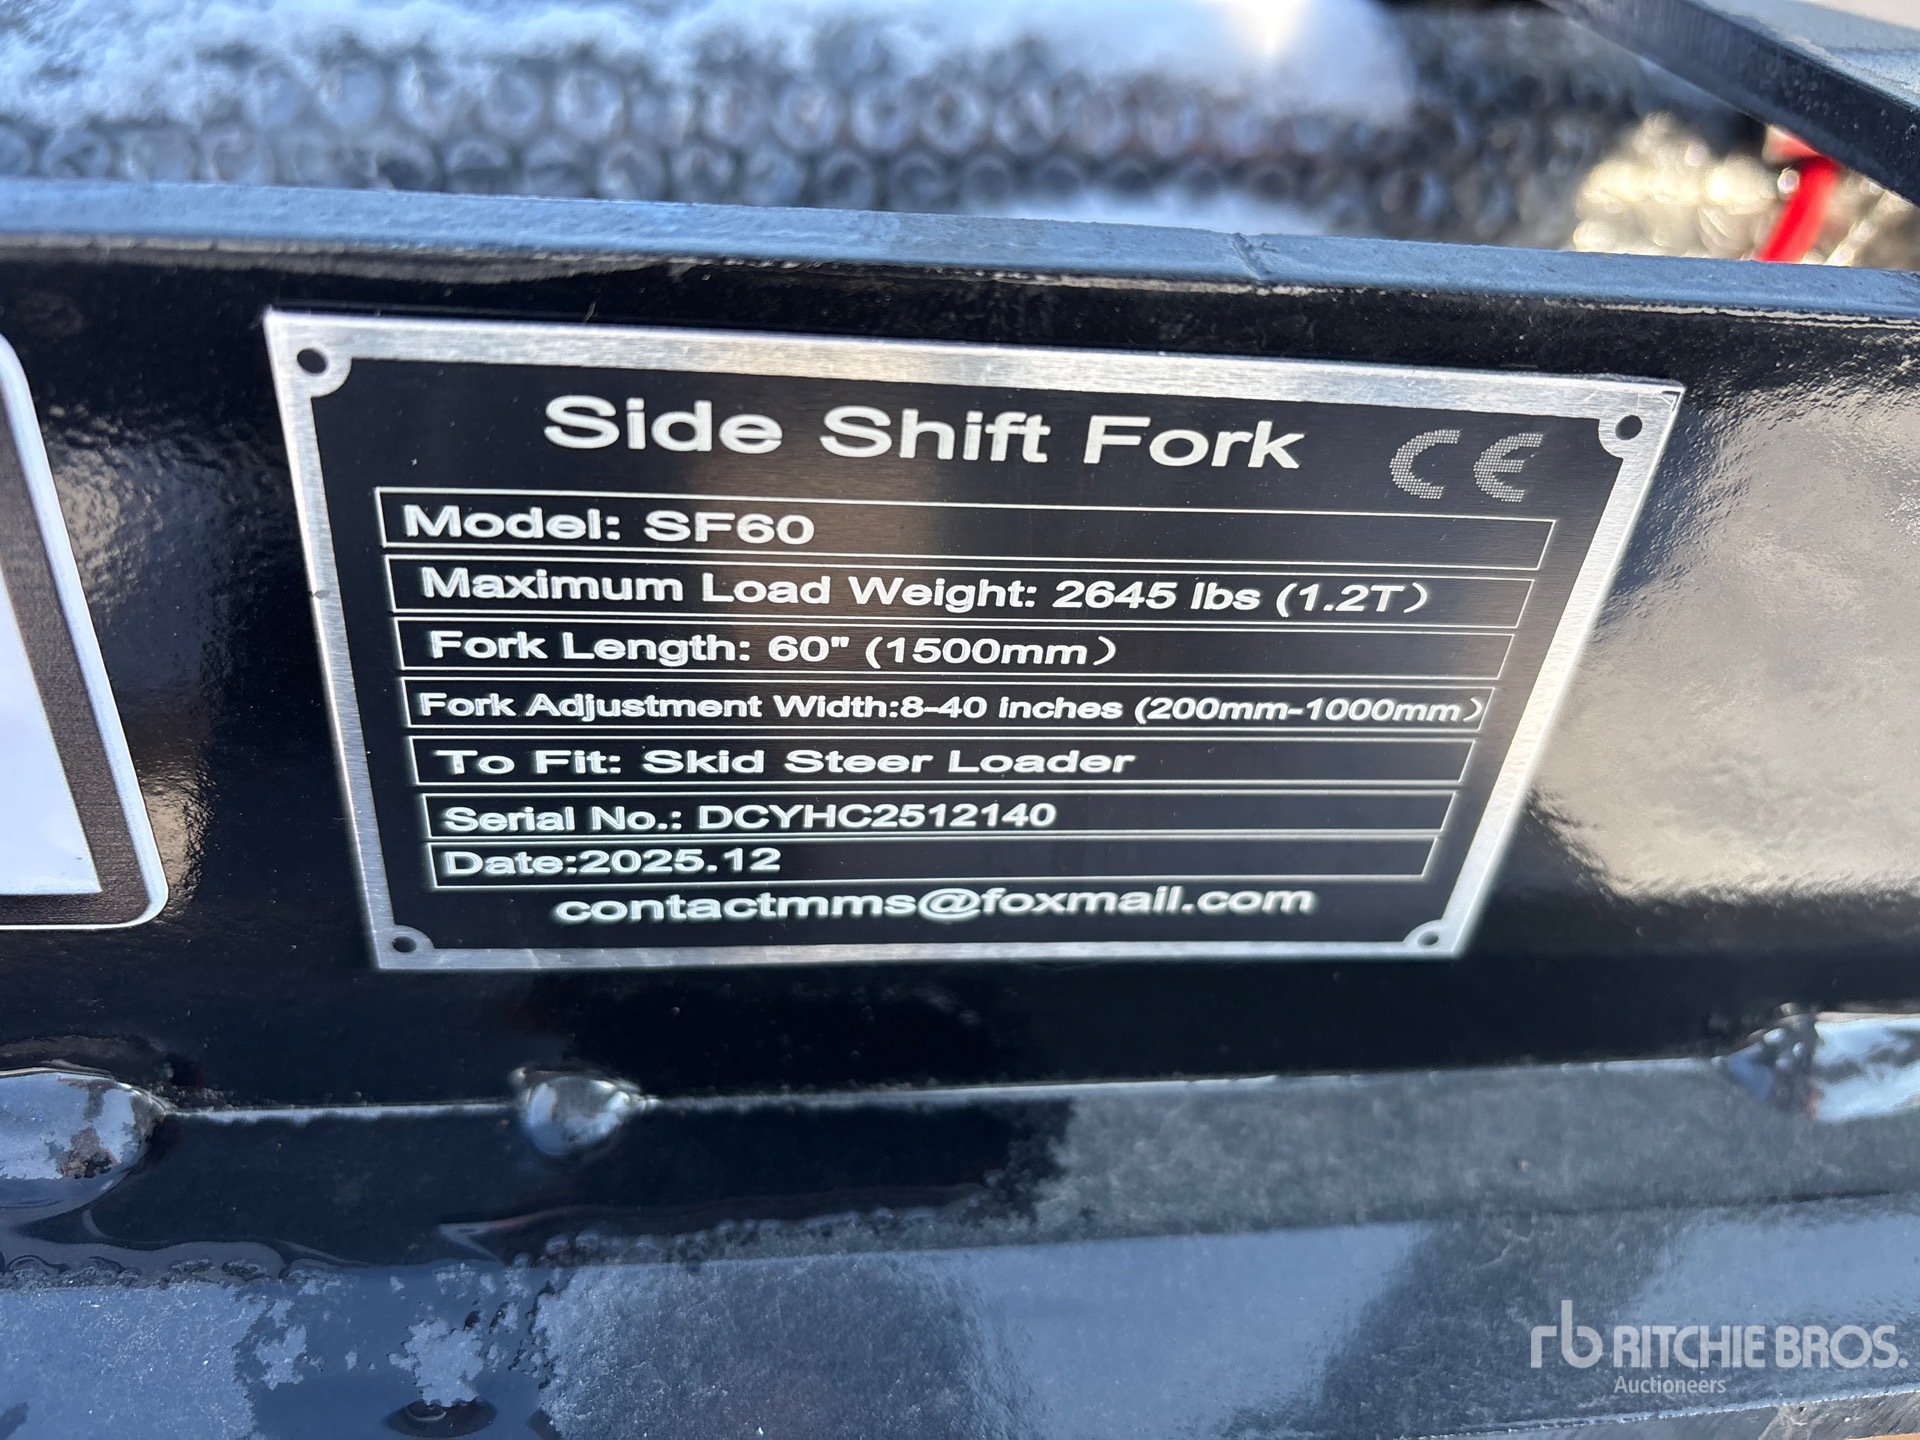 Side Shift Fork CE
Model: SF60
Maximum Load Weight: 2645 lbs (1.2T)
Fork Length: 60" (1500mm)
Fork Adjustment Width:8-40 inches (200mm-1000mm)
To Fit: Skid Steer Loader
Serial No.: DCYHC2512140
Date:2025.12
contactmms@foxmail.com
rb RITCHIE BROS.
Auctioneers